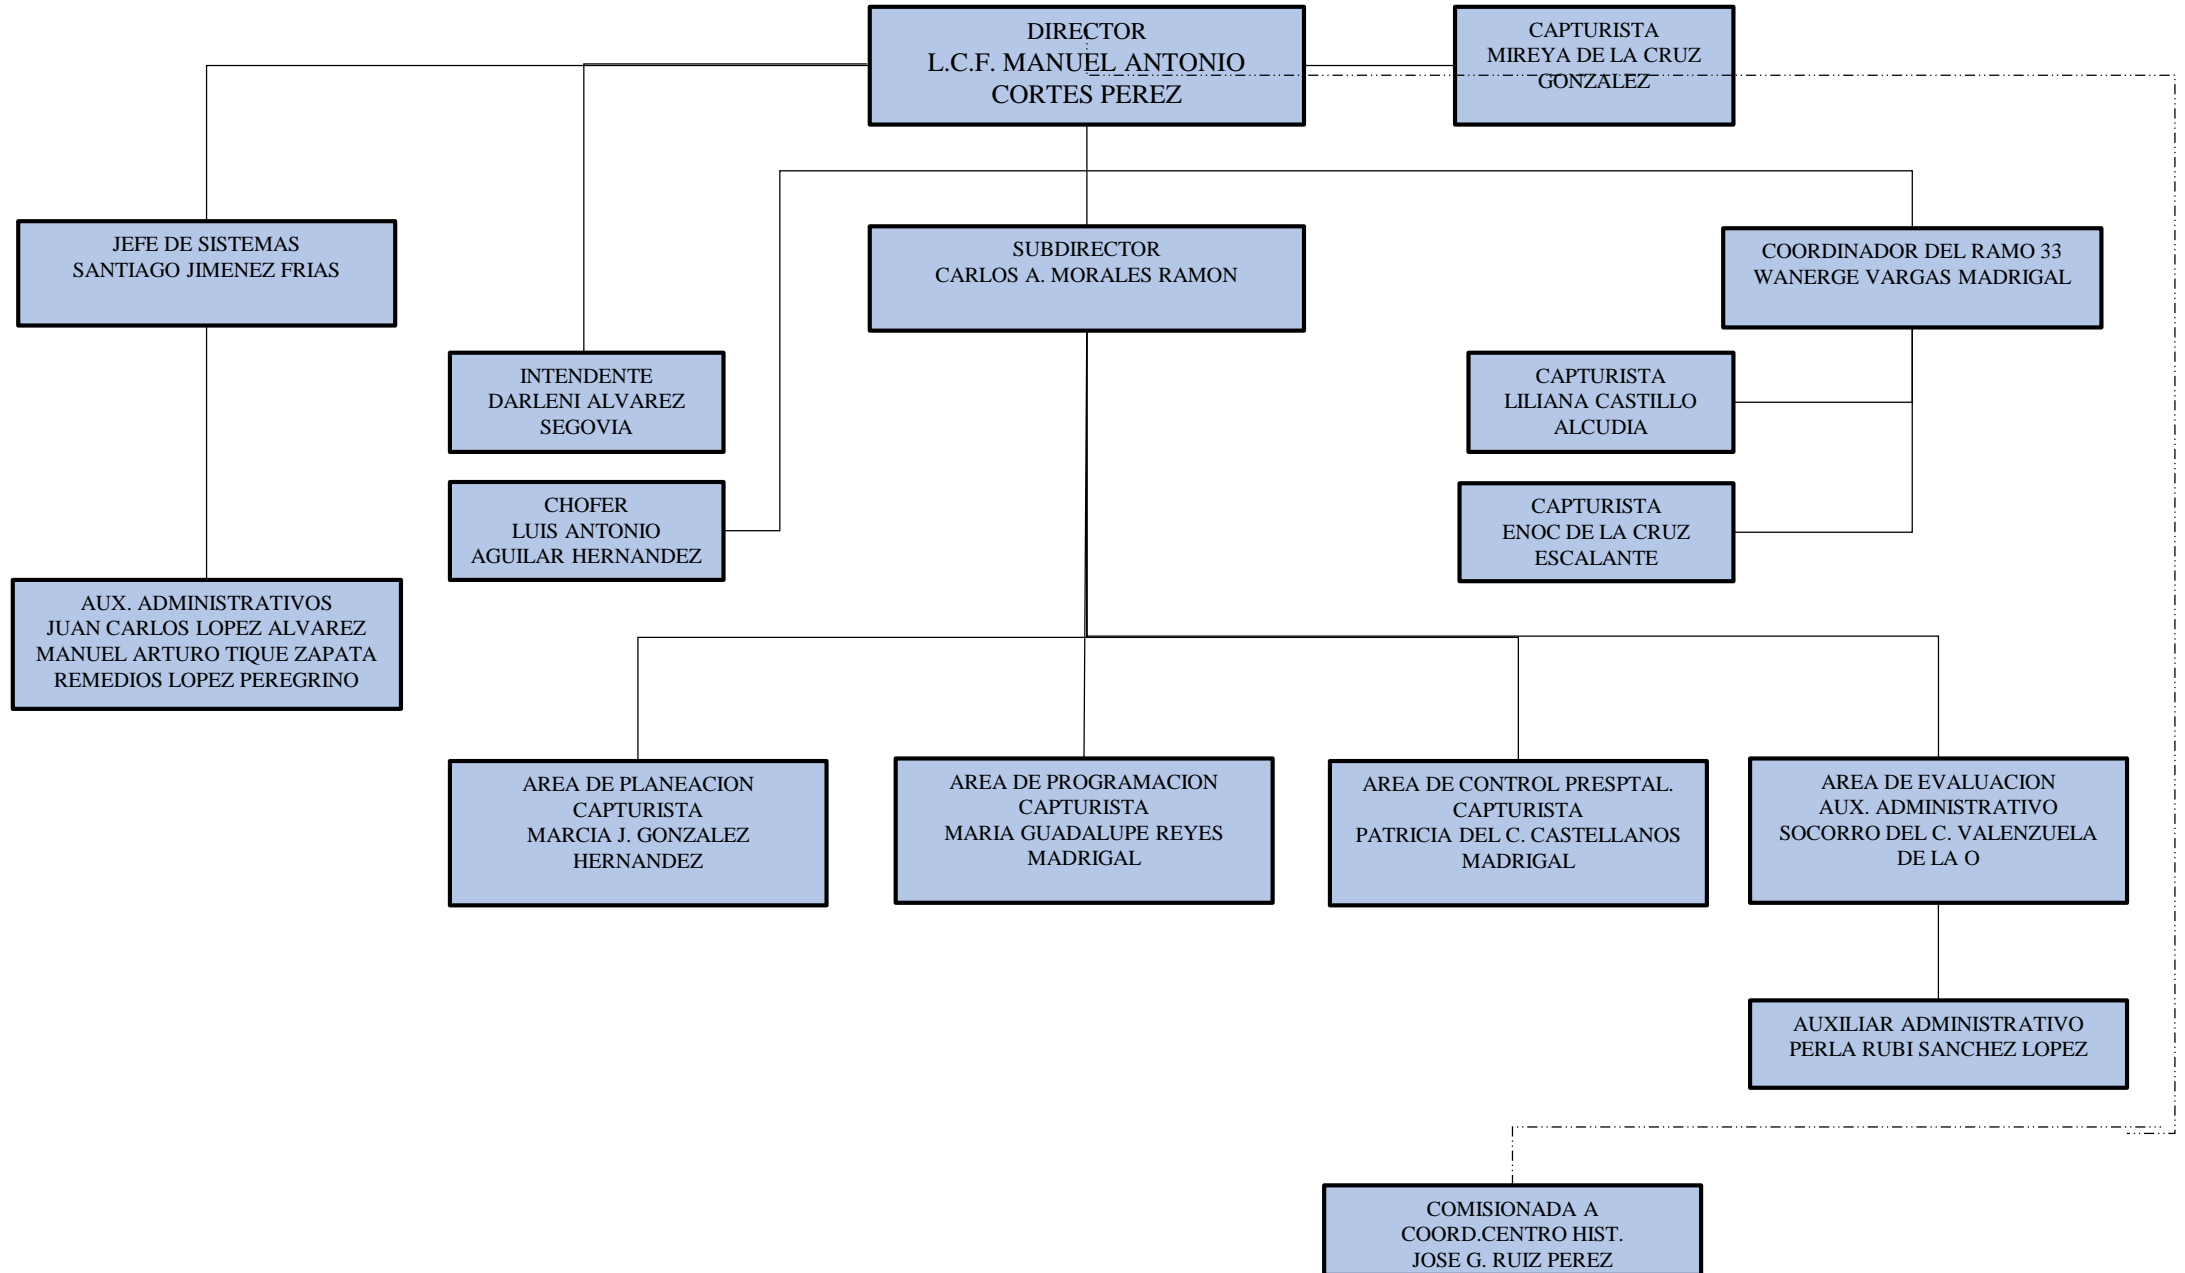 DIRECTOR
L.C.F. MANUEL ANTONIO
CORTES PEREZ
CAPTURISTA
MIREYA DE LA CRUZ
GONZALEZ
JEFE DE SISTEMAS
SANTIAGO JIMENEZ FRIAS
SUBDIRECTOR
CARLOS A. MORALES RAMON
COORDINADOR DEL RAMO 33
WANERGE VARGAS MADRIGAL
INTENDENTE
DARLENI ALVAREZ
SEGOVIA
CAPTURISTA
LILIANA CASTILLO
ALCUDIA
CHOFER
LUIS ANTONIO
AGUILAR HERNANDEZ
CAPTURISTA
ENOC DE LA CRUZ
ESCALANTE
AUX. ADMINISTRATIVOS
JUAN CARLOS LOPEZ ALVAREZ
MANUEL ARTURO TIQUE ZAPATA
REMEDIOS LOPEZ PEREGRINO
AREA DE PLANEACION
CAPTURISTA
MARCIA J. GONZALEZ
HERNANDEZ
AREA DE PROGRAMACION
CAPTURISTA
MARIA GUADALUPE REYES
MADRIGAL
AREA DE CONTROL PRESPTAL.
CAPTURISTA
PATRICIA DEL C. CASTELLANOS
MADRIGAL
AREA DE EVALUACION
AUX. ADMINISTRATIVO
SOCORRO DEL C. VALENZUELA
DE LA O
AUXILIAR ADMINISTRATIVO
PERLA RUBI SANCHEZ LOPEZ
COMISIONADA A
COORD.CENTRO HIST.
JOSE G. RUIZ PEREZ